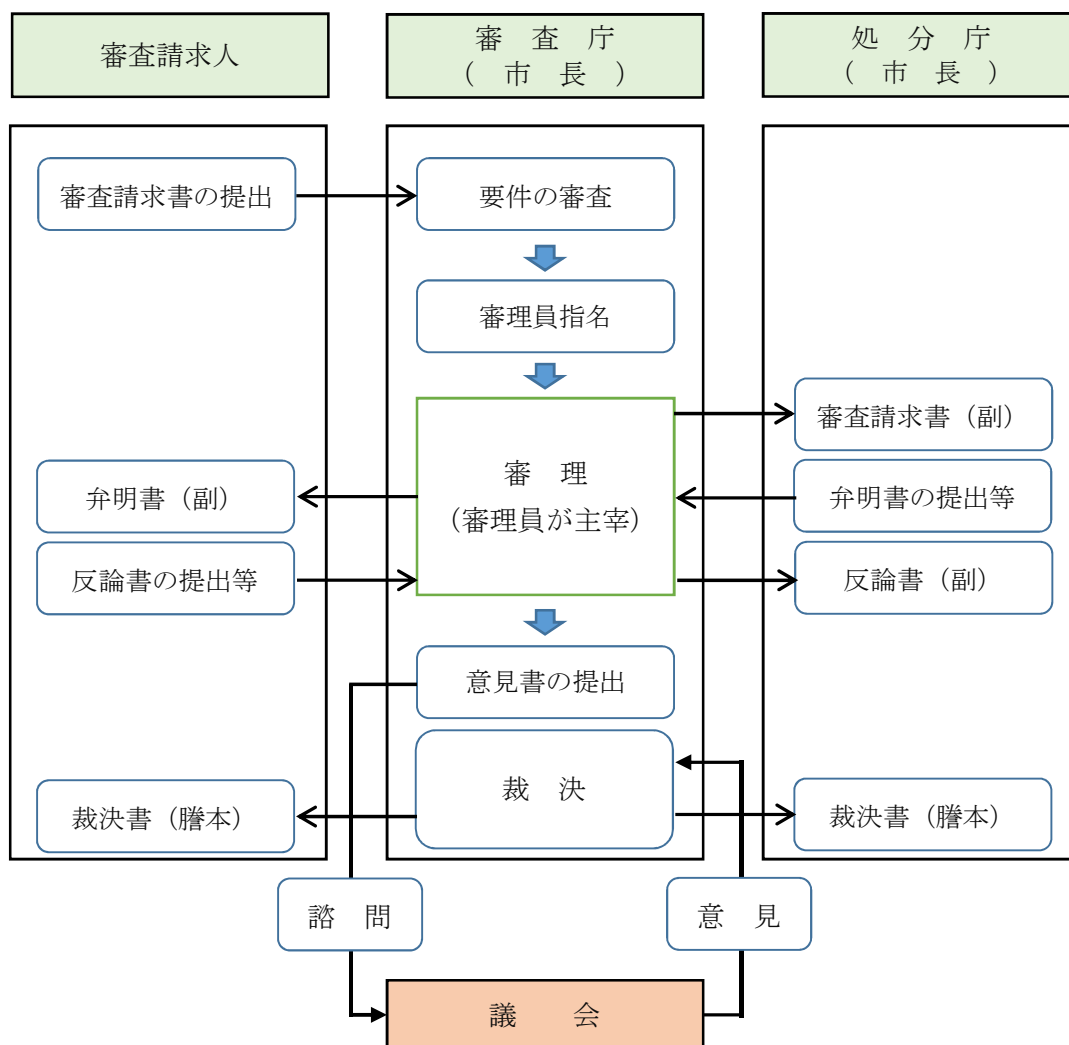 審査請求人
審　査　庁
（　市　長　）
処　分　庁
（　市　長　）
審査請求書の提出
要件の審査
審理員指名
審　理
（審理員が主宰）
審査請求書（副）
弁明書（副）
弁明書の提出等
反論書の提出等
反論書（副）
意見書の提出
裁　決
裁決書（謄本）
裁決書（謄本）
諮　問
意　見
議　　会